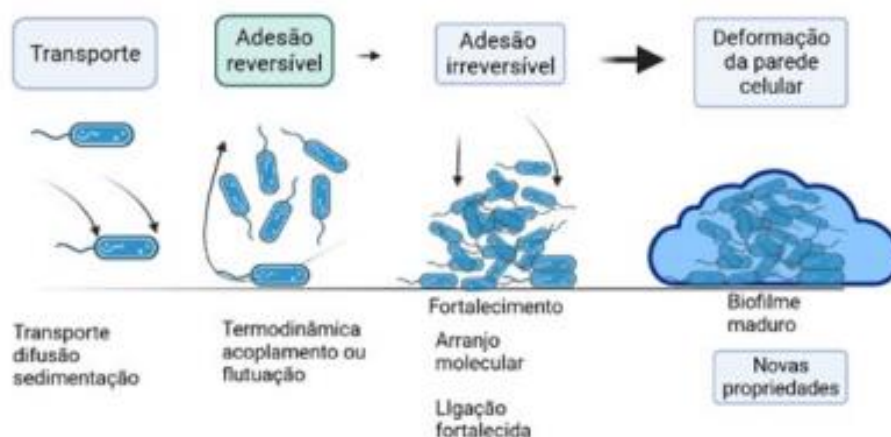 Transporte
Adesão
reversível
Adesão
irreversível
Deformação
da parede
celular
Transporte
difusão
sedimentação
Termodinâmica
acoplamento ou
flutuação
Fortalecimento
Arranjo
molecular
LIgação
fortalecida
Biofilme
maduro
Novas
propriedades